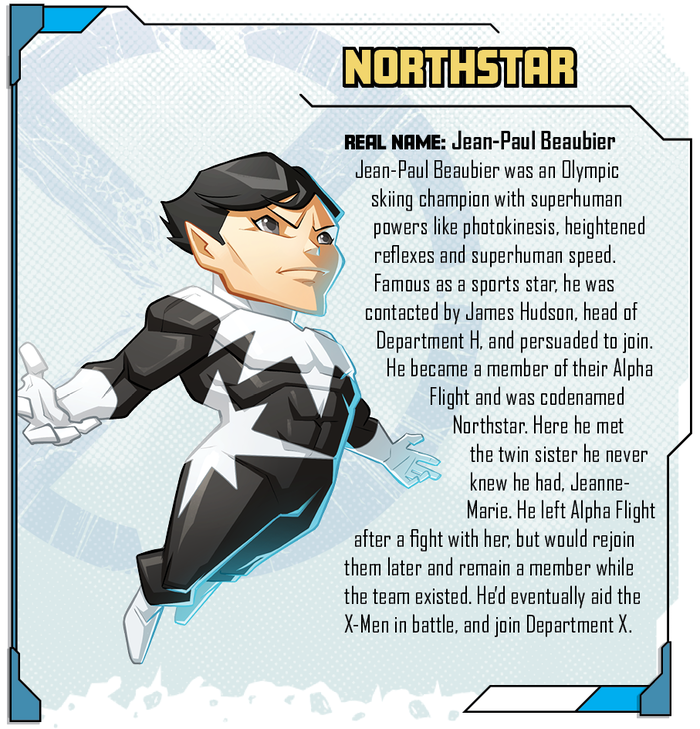 NORTHSTAR
REAL NAME: Jean-Paul Beaubier
Jean-Paul Beaubier was an Olympic
skiing champion with superhuman
powers like photokinesis, heightened
reflexes and superhuman speed.
Famous as a sports star, he was
contacted by James Hudson, head of
Department H, and persuaded to join.
He became a member of their Alpha
Flight and was codenamed
Northstar. Here he met
the twin sister he never
knew he had, Jeanne-
Marie. He left Alpha Flight
after a fight with her, but would rejoin
them later and remain a member while
the team existed. He'd eventually aid the
X-Men in battle, and join Department X.